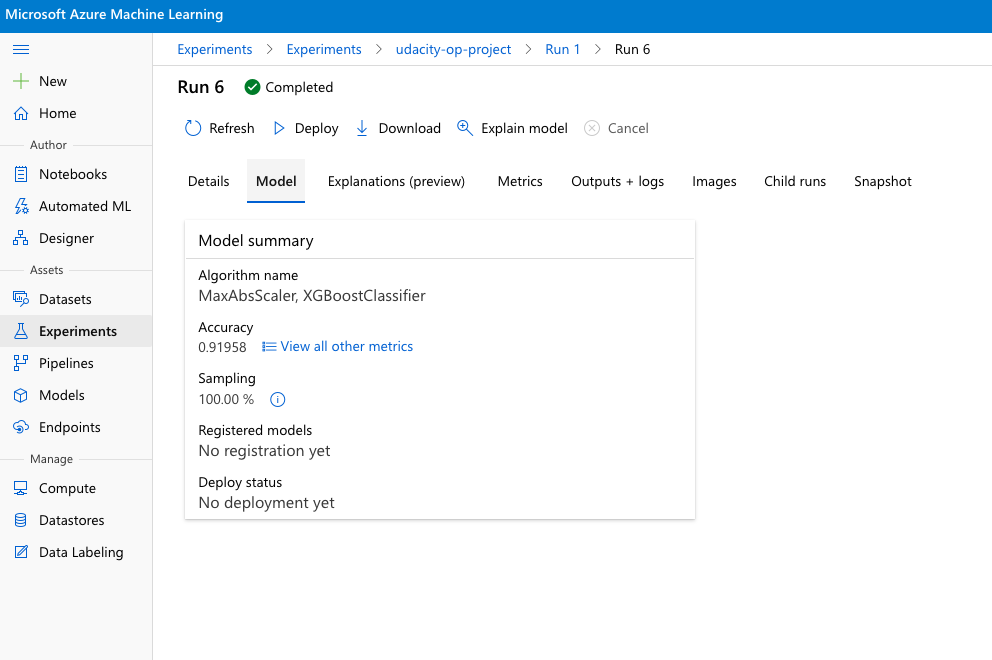 Microsoft Azure Machine Learning
Experiments > Experiments > udacity-op-project > Run 1 > Run 6
New
Home
Author
Notebooks
Automated ML
Designer
Assets
Datasets
Experiments
Pipelines
Models
Endpoints
Manage
Compute
Datastores
Data Labeling
Run 6 Completed
Refresh Deploy Download Explain model Cancel
Details Model Explanations (preview) Metrics Outputs + logs Images Child runs Snapshot
Model summary
Algorithm name
MaxAbsScaler, XGBoostClassifier
Accuracy
0.91958 View all other metrics
Sampling
100.00 %
Registered models
No registration yet
Deploy status
No deployment yet